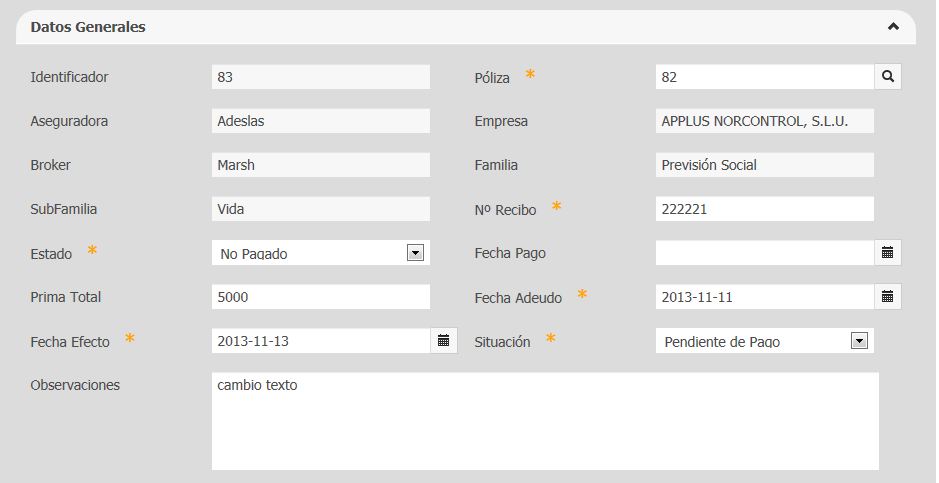 Datos Generales
Identificador 83 Póliza * 82
Aseguradora Adeslas Empresa APPLUS NORCONTROL, S.L.U.
Broker Marsh Familia Previsión Social
SubFamilia Vida Nº Recibo * 222221
Estado * No Pagado Fecha Pago
Prima Total 5000 Fecha Adeudo * 2013-11-11
Fecha Efecto * 2013-11-13 Situación * Pendiente de Pago
Observaciones cambio texto